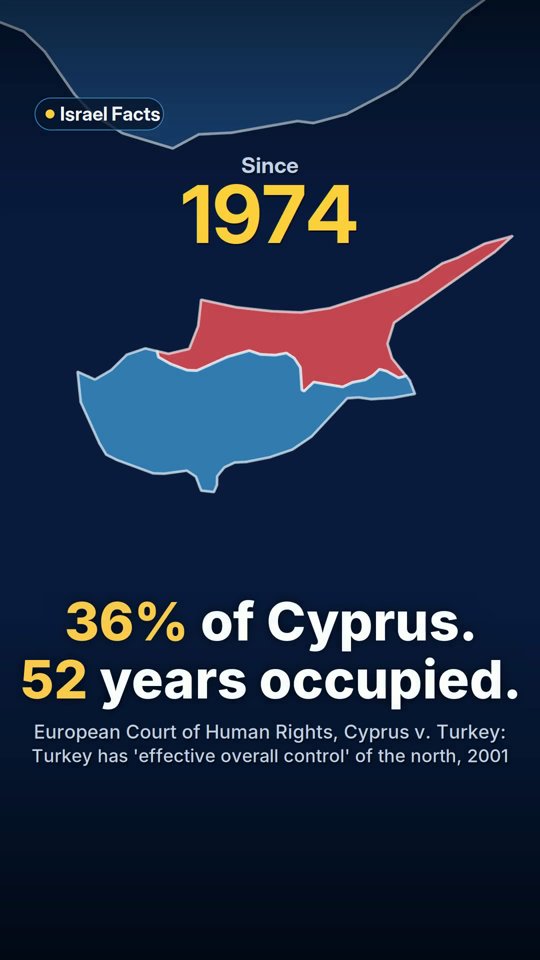 Israel Facts
Since
1974
36% of Cyprus.
52 years occupied.
European Court of Human Rights, Cyprus v. Turkey:
Turkey has 'effective overall control' of the north, 2001